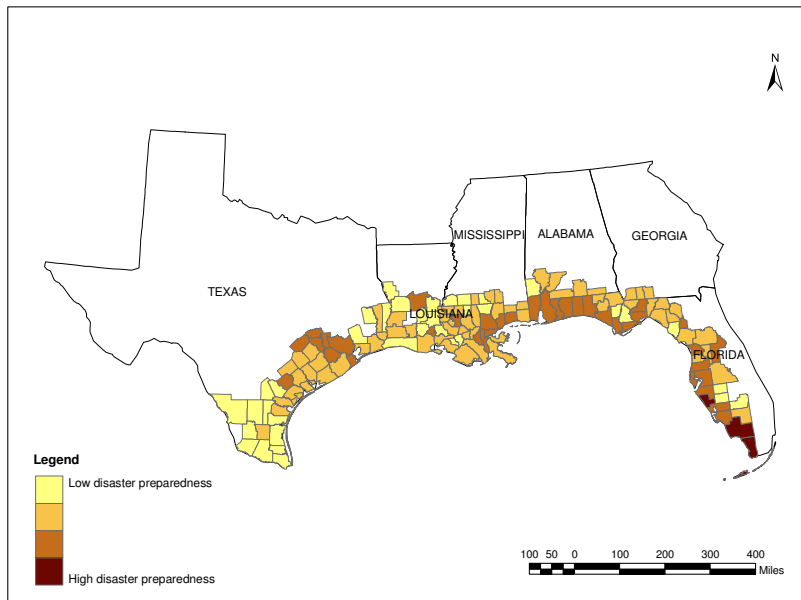 N
MISSISSIPPI
ALABAMA
GEORGIA
TEXAS
LOUISIANA
FLORIDA
Legend
Low disaster preparedness
High disaster preparedness
100 50 0 100 200 300 400
Miles